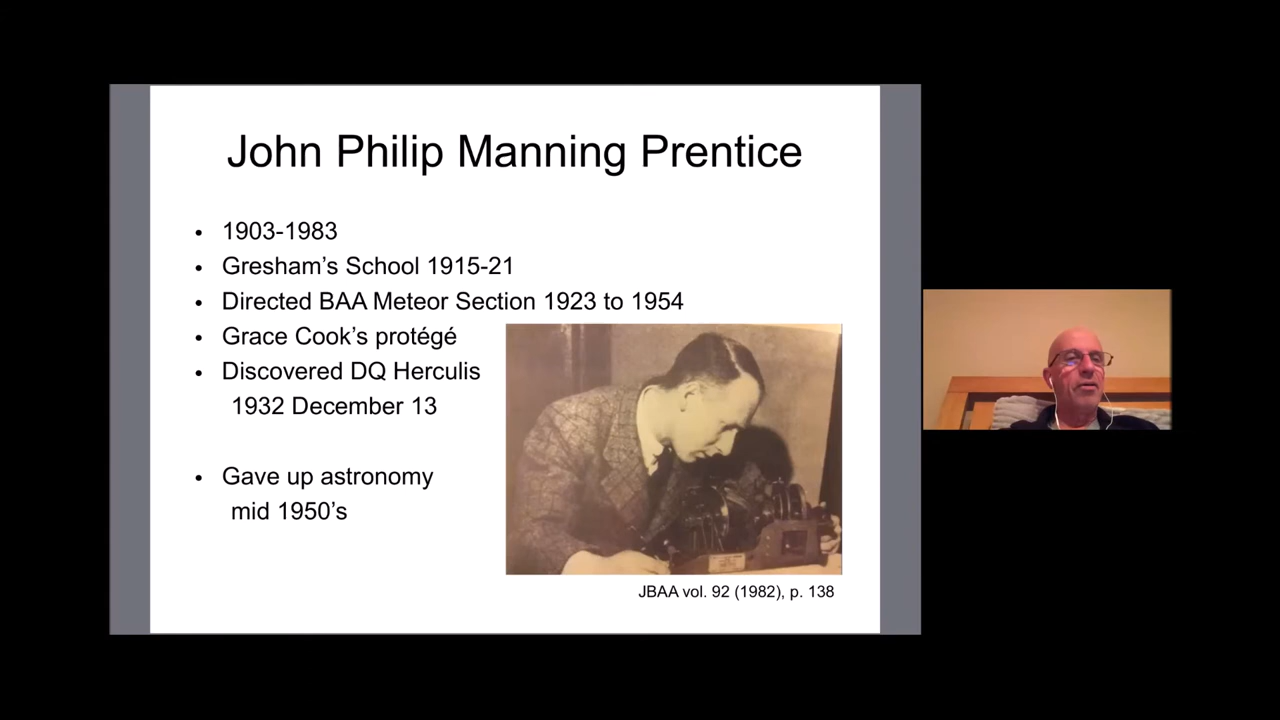 John Philip Manning Prentice
• 1903-1983
• Gresham’s School 1915-21
• Directed BAA Meteor Section 1923 to 1954
• Grace Cook’s protégé
• Discovered DQ Herculis
1932 December 13
• Gave up astronomy
mid 1950’s
JBAA vol. 92 (1982), p. 138